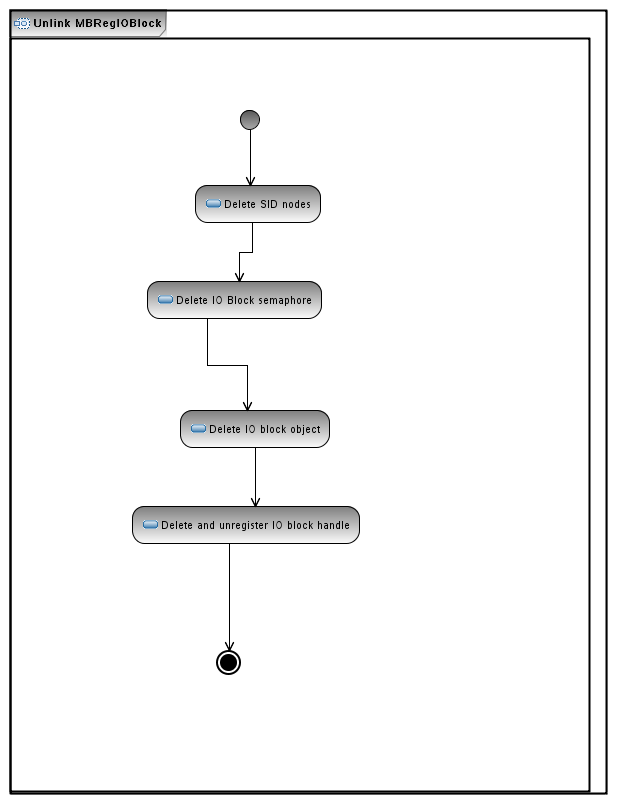 Unlink MBRegIOBlock
Delete SID nodes
Delete IO Block semaphore
Delete IO block object
Delete and unregister IO block handle